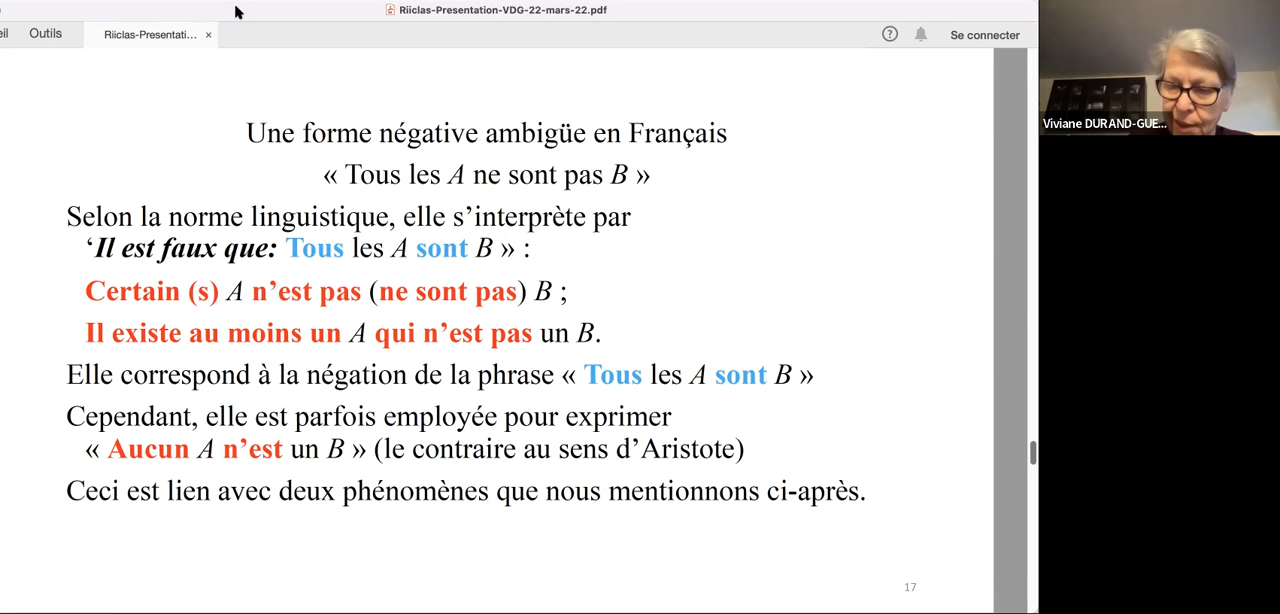 Riiclas-Presentation-VDG-22-mars-22.pdf
Outils
Riiclas-Presentati... ×
? Se connecter
Viviane DURAND-GUE...
Une forme négative ambigüe en Français
« Tous les A ne sont pas B »
Selon la norme linguistique, elle s’interprète par
‘Il est faux que: Tous les A sont B » :
Certain (s) A n’est pas (ne sont pas) B ;
Il existe au moins un A qui n’est pas un B.
Elle correspond à la négation de la phrase « Tous les A sont B »
Cependant, elle est parfois employée pour exprimer
« Aucun A n’est un B » (le contraire au sens d’Aristote)
Ceci est lien avec deux phénomènes que nous mentionnons ci-après.
17